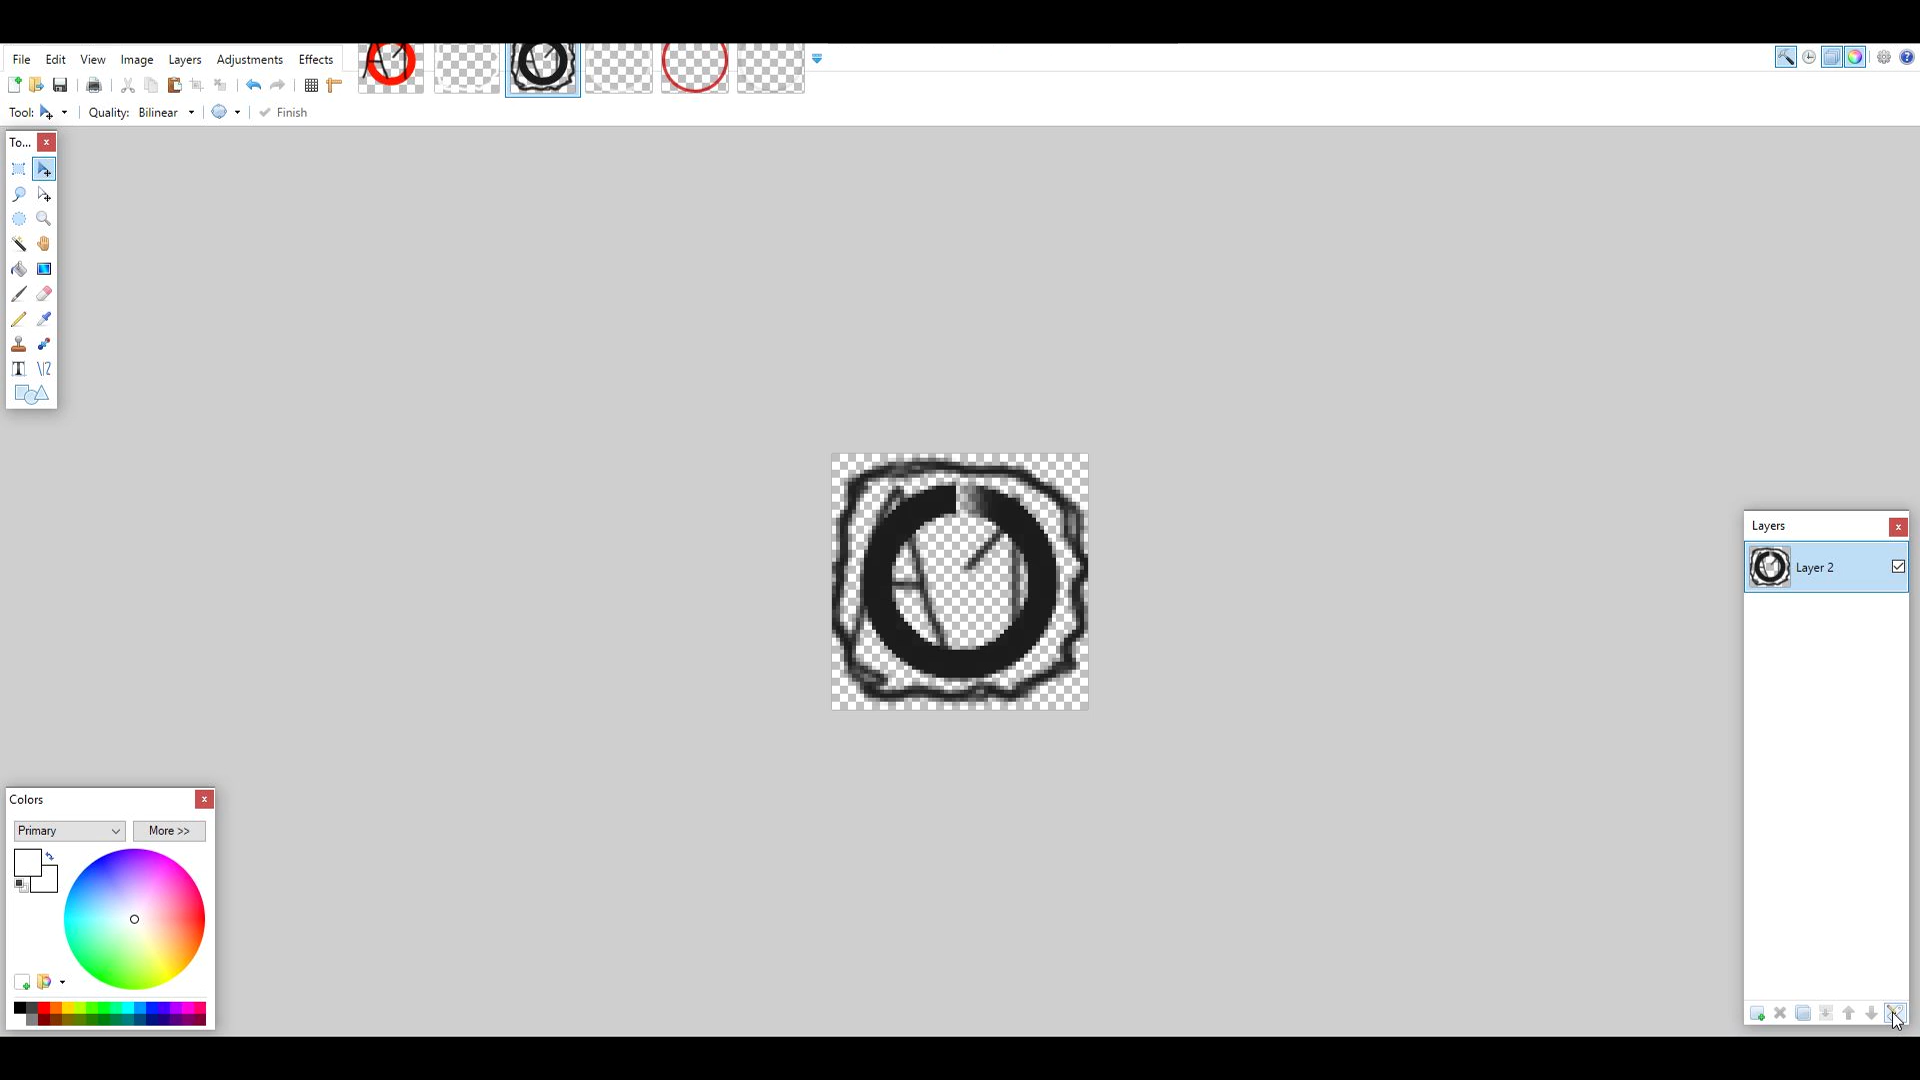 File Edit View Image Layers Adjustments Effects
Tool: Quality: Bilinear Finish
To...
Layers
Layer 2
Colors
Primary More >>